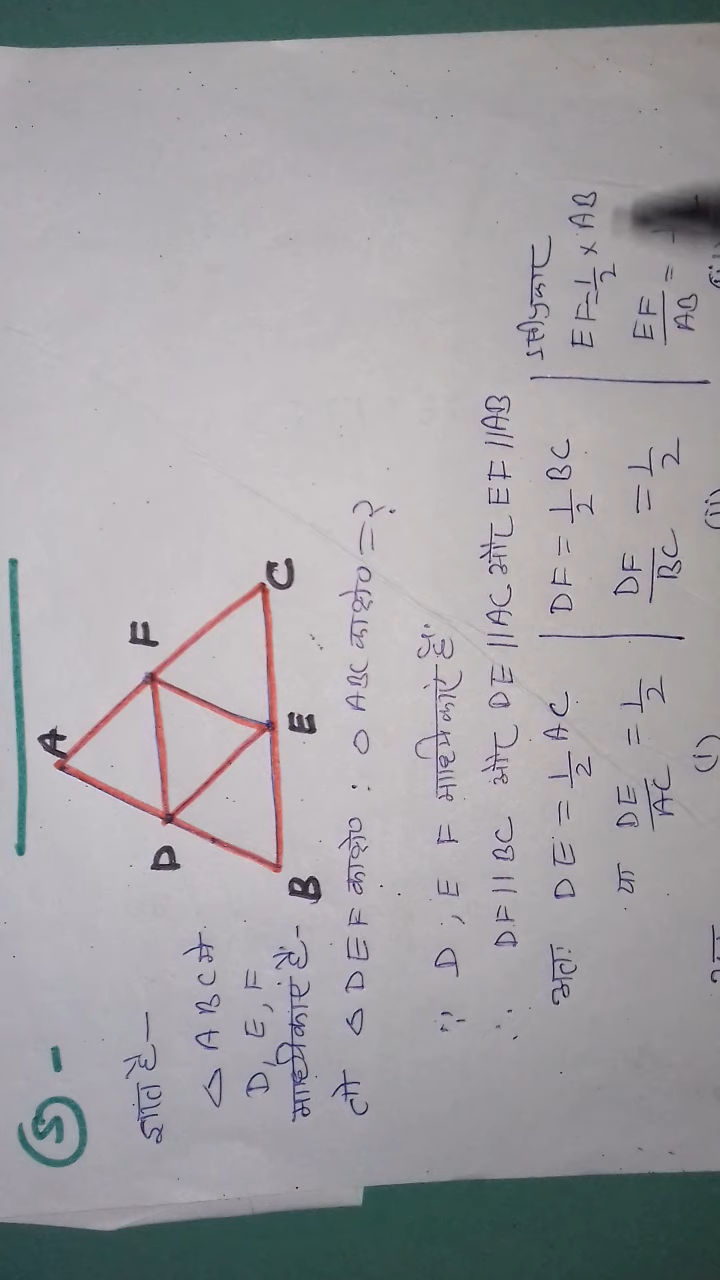 (5) -
ज्ञात है —
△ ABC में
D, E, F
माध्यिकाएं हैं -
तो △ DEF का क्षे० : △ ABC का क्षे० = ?
A
D
F
B
E
C
∵ D, E F माध्यिकाएं हैं.
∴ DF || BC और DE || AC और EF || AB
अतः DE = 1/2 AC | DF = 1/2 BC | इसीप्रकार EF = 1/2 × AB
या DE/AC = 1/2 | DF/BC = 1/2 | EF/AB =
(i) (ii)